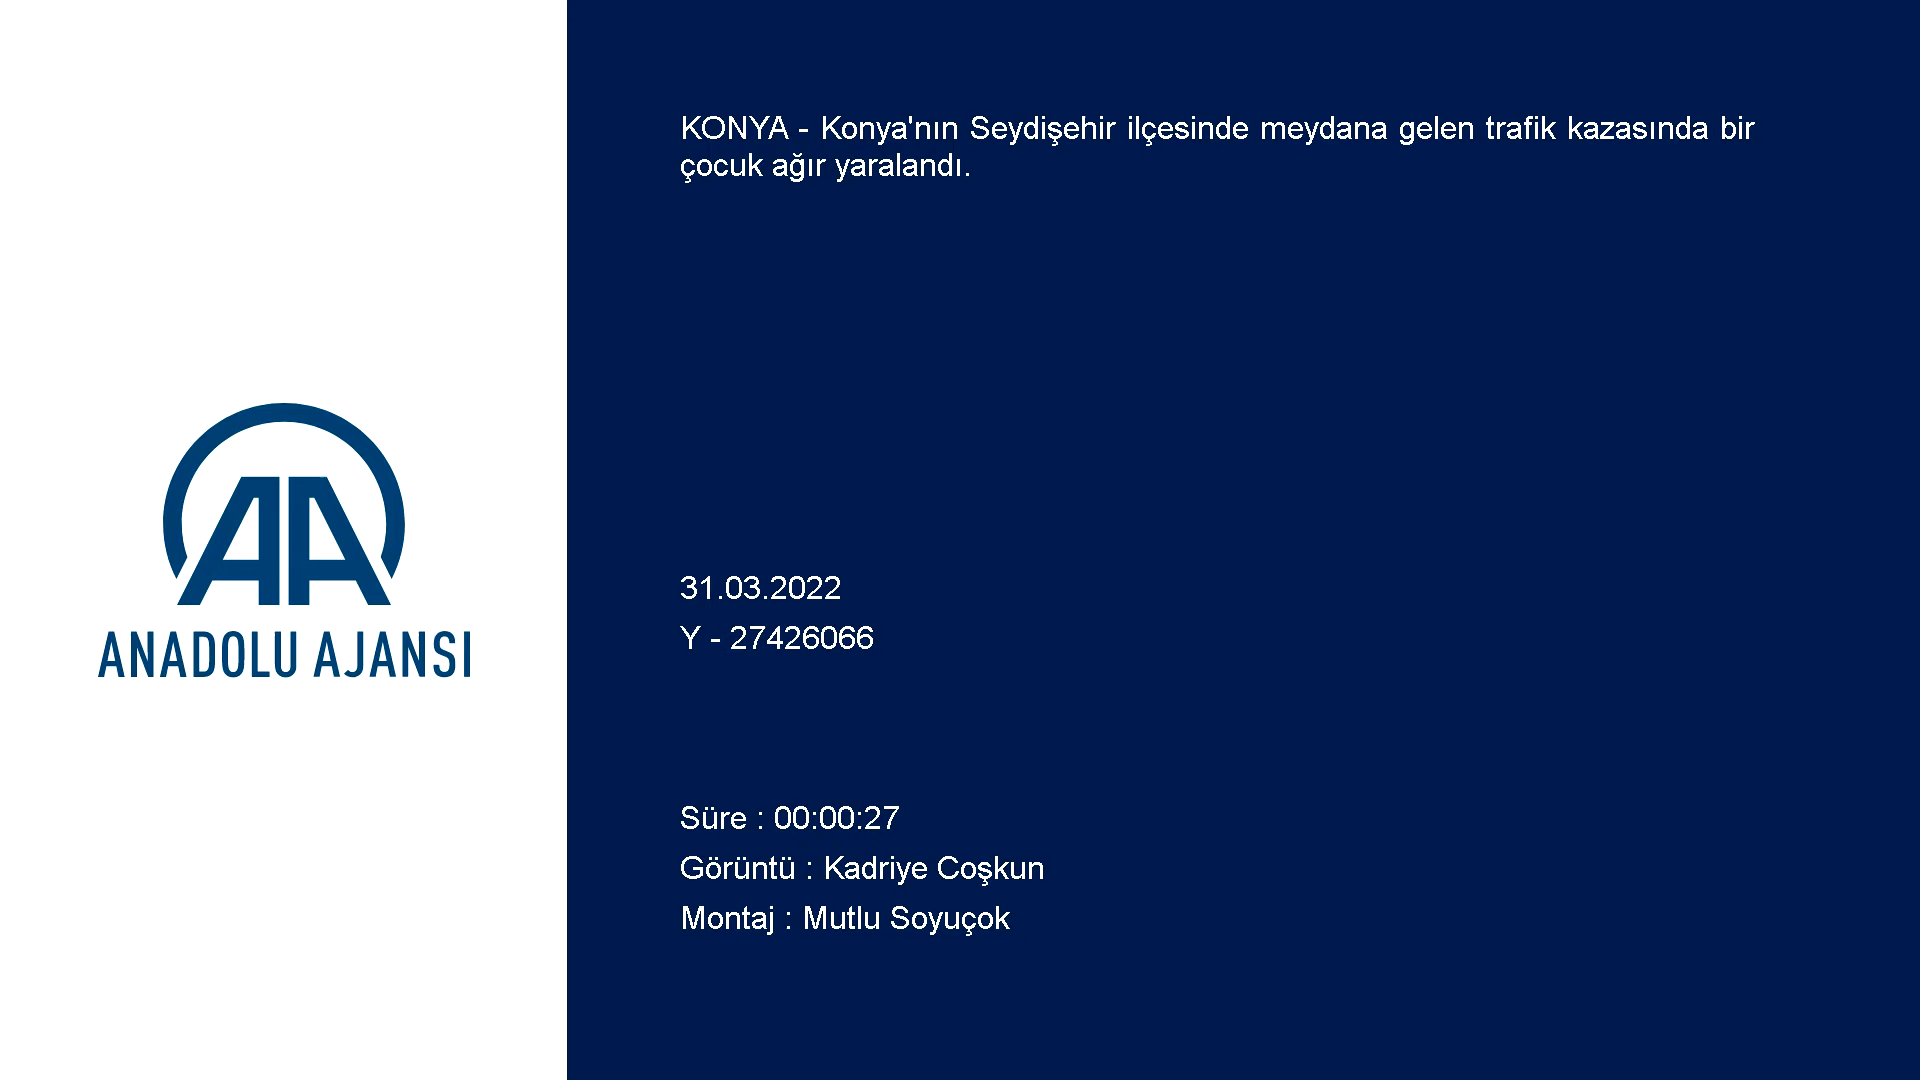 KONYA - Konya'nın Seydişehir ilçesinde meydana gelen trafik kazasında bir
çocuk ağır yaralandı.
AA
ANADOLU AJANSI
31.03.2022
Y - 27426066
Süre : 00:00:27
Görüntü : Kadriye Coşkun
Montaj : Mutlu Soyuçok